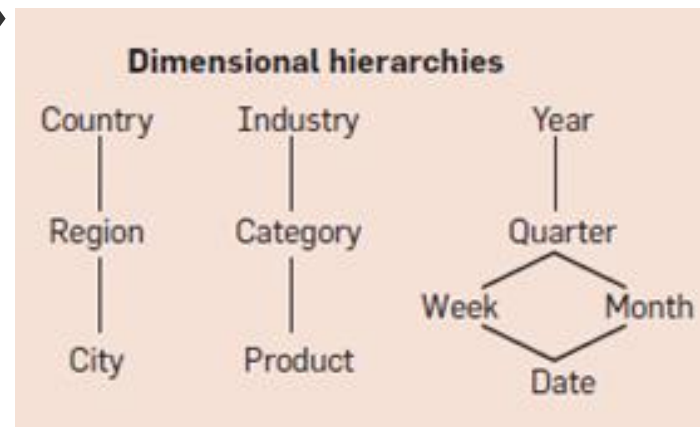 Dimensional hierarchies
Country Industry Year
Region Category Quarter
Week Month
City Product
Date